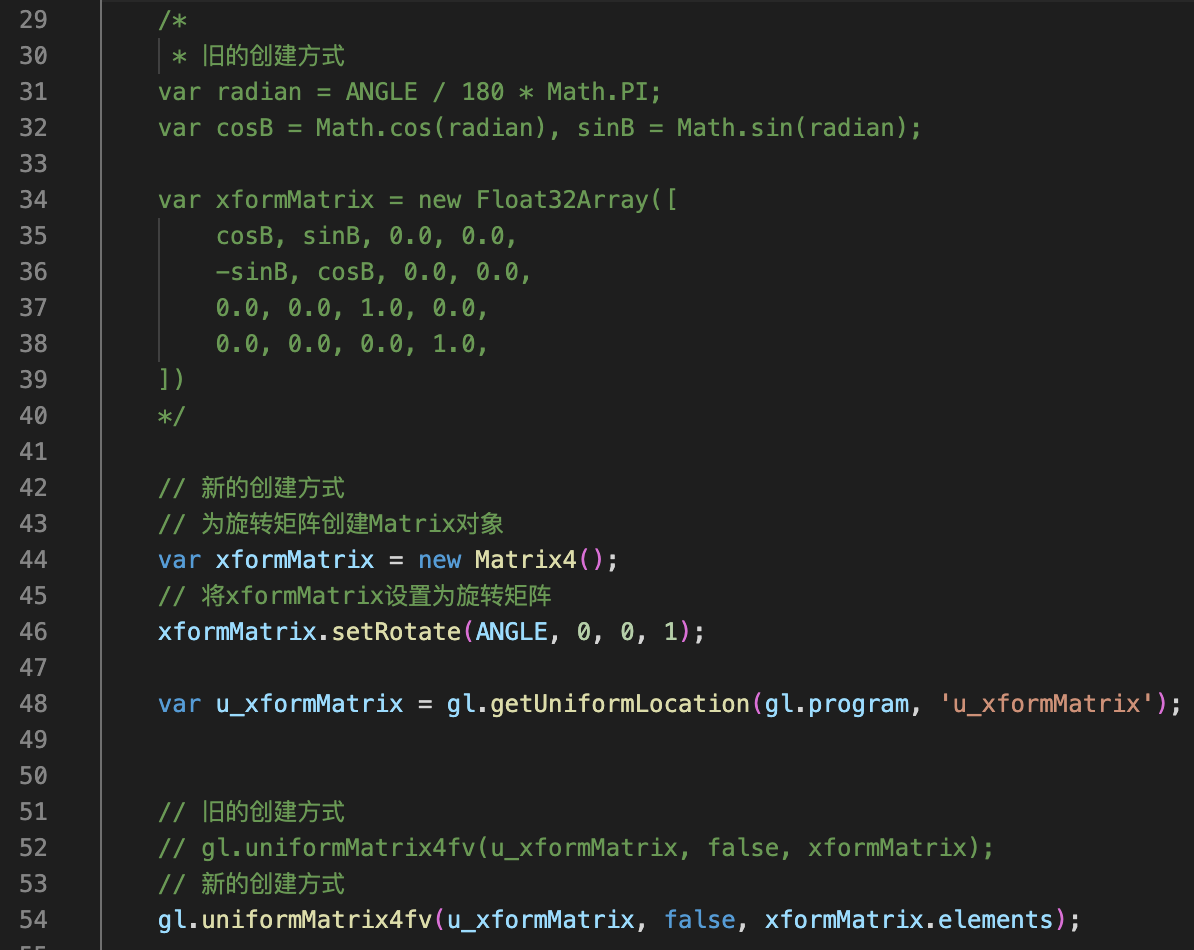 29 /*
30 * 旧的创建方式
31 var radian = ANGLE / 180 * Math.PI;
32 var cosB = Math.cos(radian), sinB = Math.sin(radian);
33
34 var xformMatrix = new Float32Array([
35 cosB, sinB, 0.0, 0.0,
36 -sinB, cosB, 0.0, 0.0,
37 0.0, 0.0, 1.0, 0.0,
38 0.0, 0.0, 0.0, 1.0,
39 ])
40 */
41
42 // 新的创建方式
43 // 为旋转矩阵创建Matrix对象
44 var xformMatrix = new Matrix4();
45 // 将xformMatrix设置为旋转矩阵
46 xformMatrix.setRotate(ANGLE, 0, 0, 1);
47
48 var u_xformMatrix = gl.getUniformLocation(gl.program, 'u_xformMatrix');
49
50
51 // 旧的创建方式
52 // gl.uniformMatrix4fv(u_xformMatrix, false, xformMatrix);
53 // 新的创建方式
54 gl.uniformMatrix4fv(u_xformMatrix, false, xformMatrix.elements);